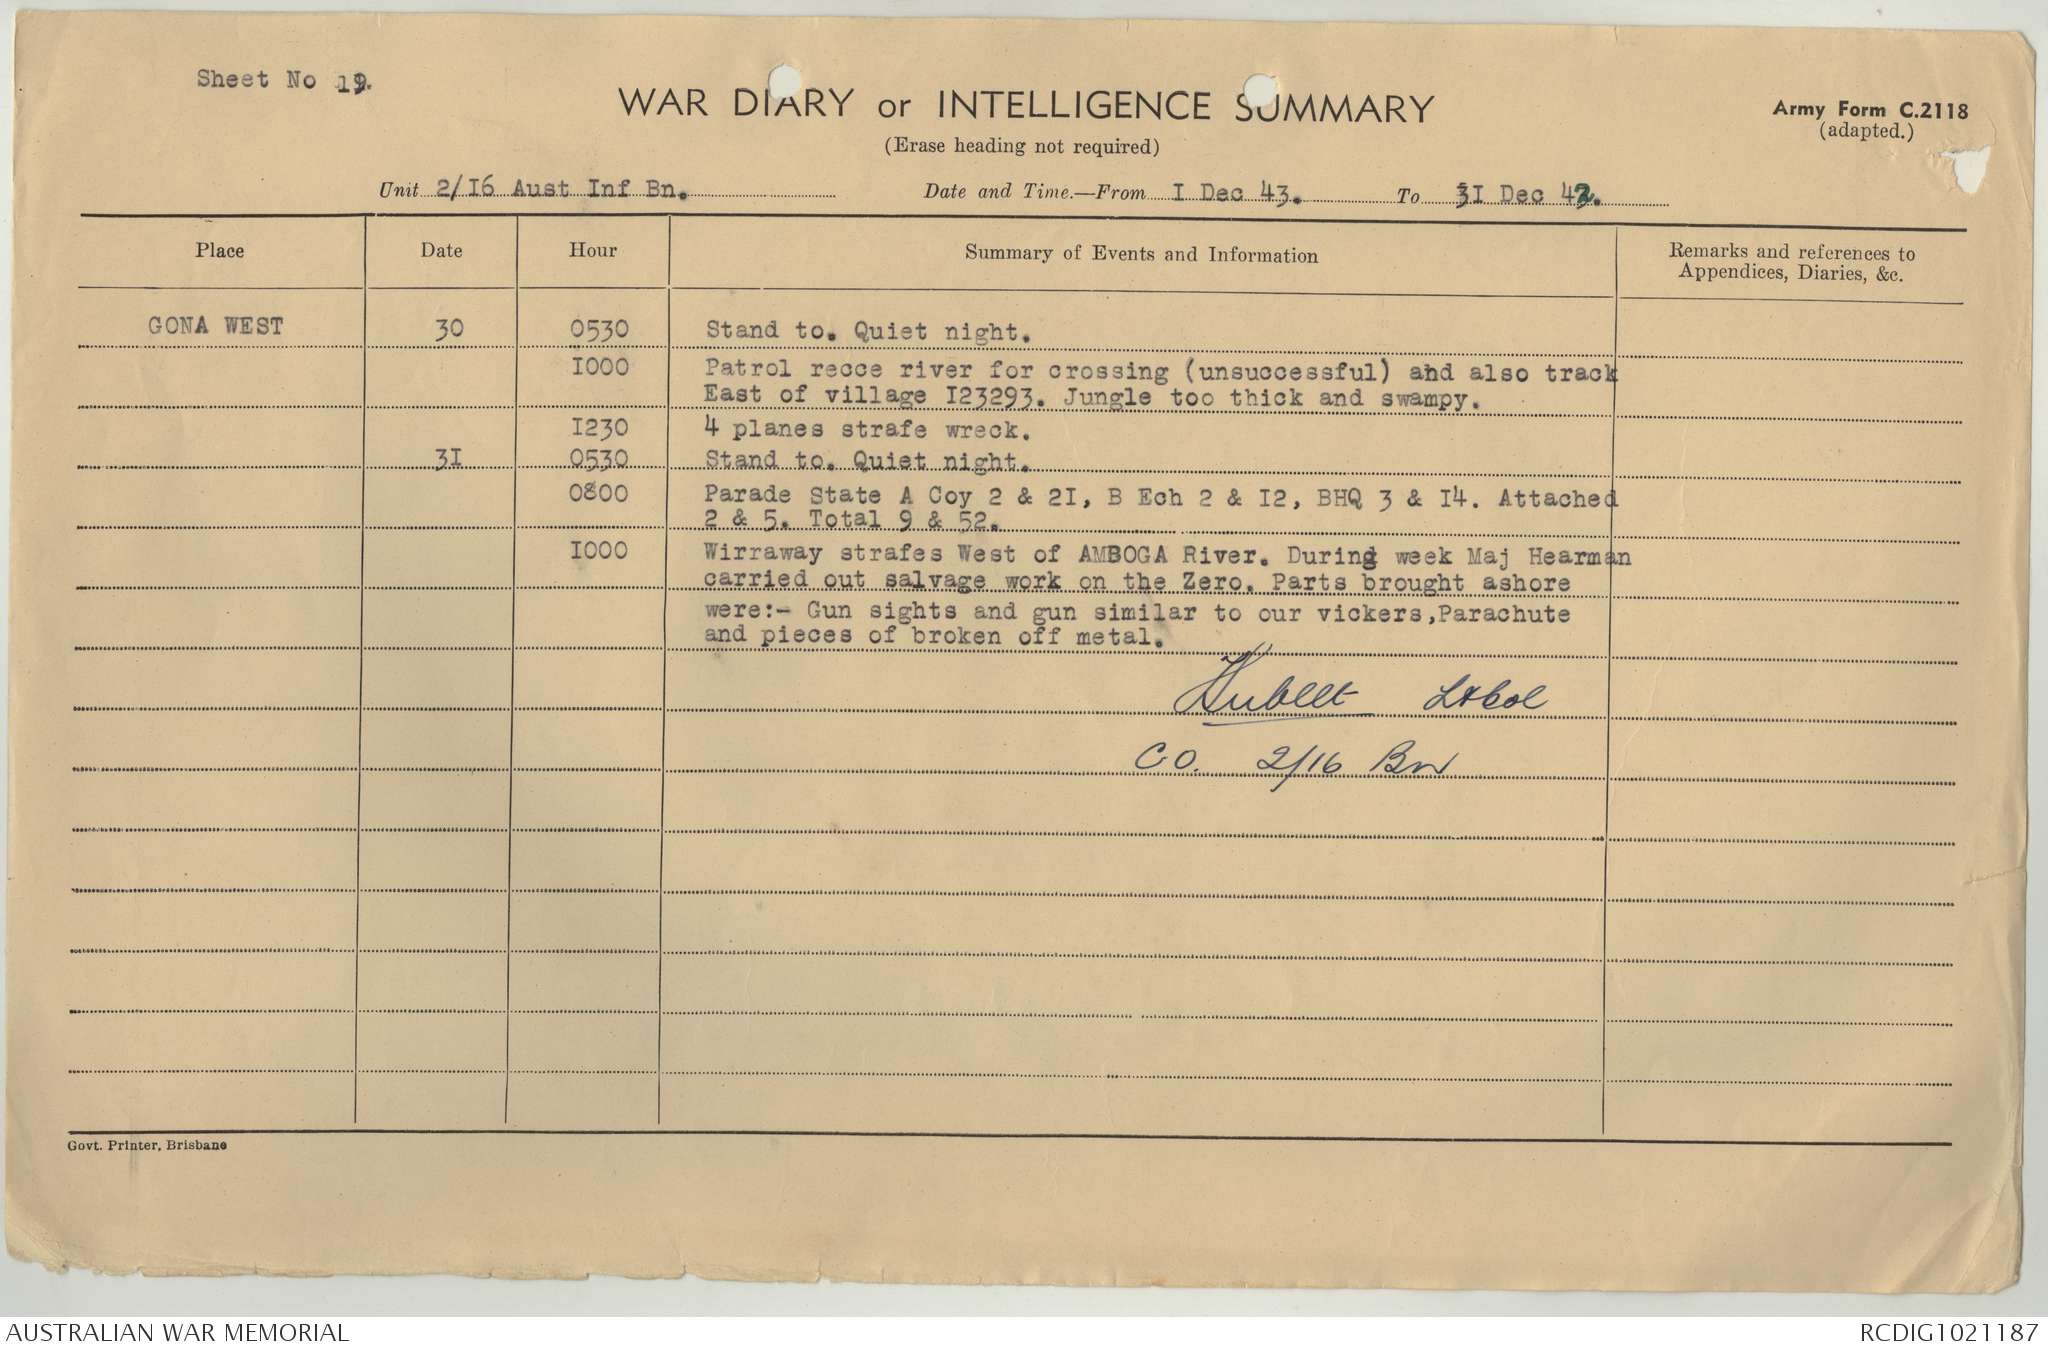 Sheet No 19.
WAR DIARY or INTELLIGENCE SUMMARY
(Erase heading not required)
Army Form C.2118
(adapted.)
Unit 2/I6 Aust Inf Bn.
Date and Time.—From I Dec 43. To 3I Dec 42.
Place
Date
Hour
Summary of Events and Information
Remarks and references to
Appendices, Diaries, &c.
GONA WEST 30 0530 Stand to. Quiet night.
I000 Patrol recce river for crossing (unsuccessful) and also track
East of village I23293. Jungle too thick and swampy.
I230 4 planes strafe wreck.
3I 0530 Stand to. Quiet night.
0800 Parade State A Coy 2 & 2I, B Ech 2 & I2, BHQ 3 & I4. Attached
2 & 5. Total 9 & 52.
I000 Wirraway strafes West of AMBOGA River. During week Maj Hearman
carried out salvage work on the Zero. Parts brought ashore
were:- Gun sights and gun similar to our vickers,Parachute
and pieces of broken off metal.
Lt Col
CO. 2/16 Bn
Govt. Printer, Brisbane
AUSTRALIAN WAR MEMORIAL
RCDIG1021187